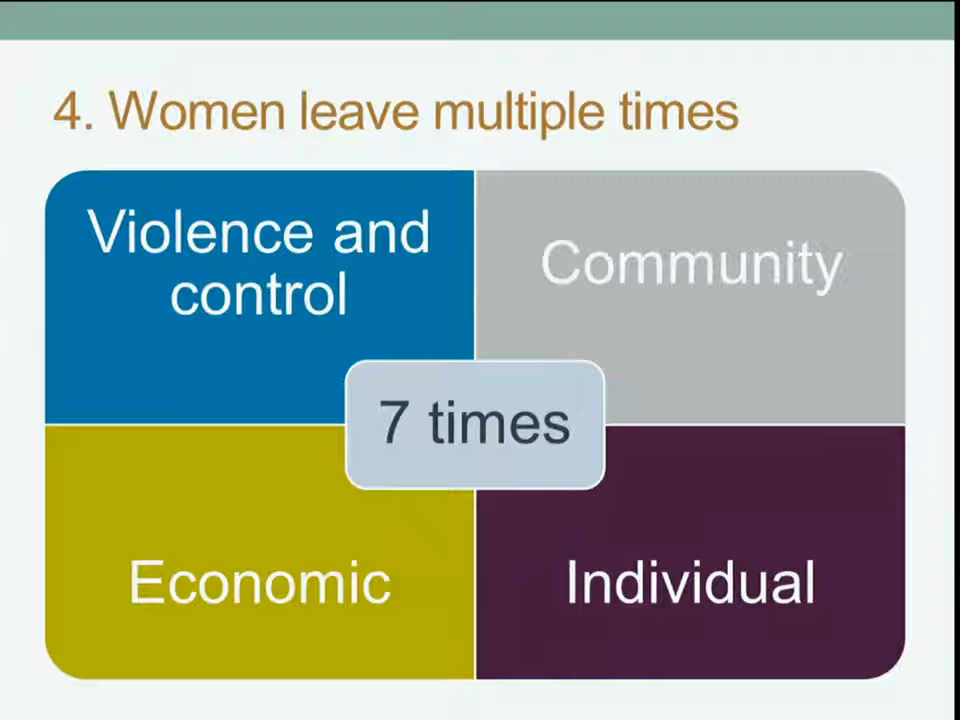 4. Women leave multiple times
Violence and
control
Community
7 times
Economic
Individual